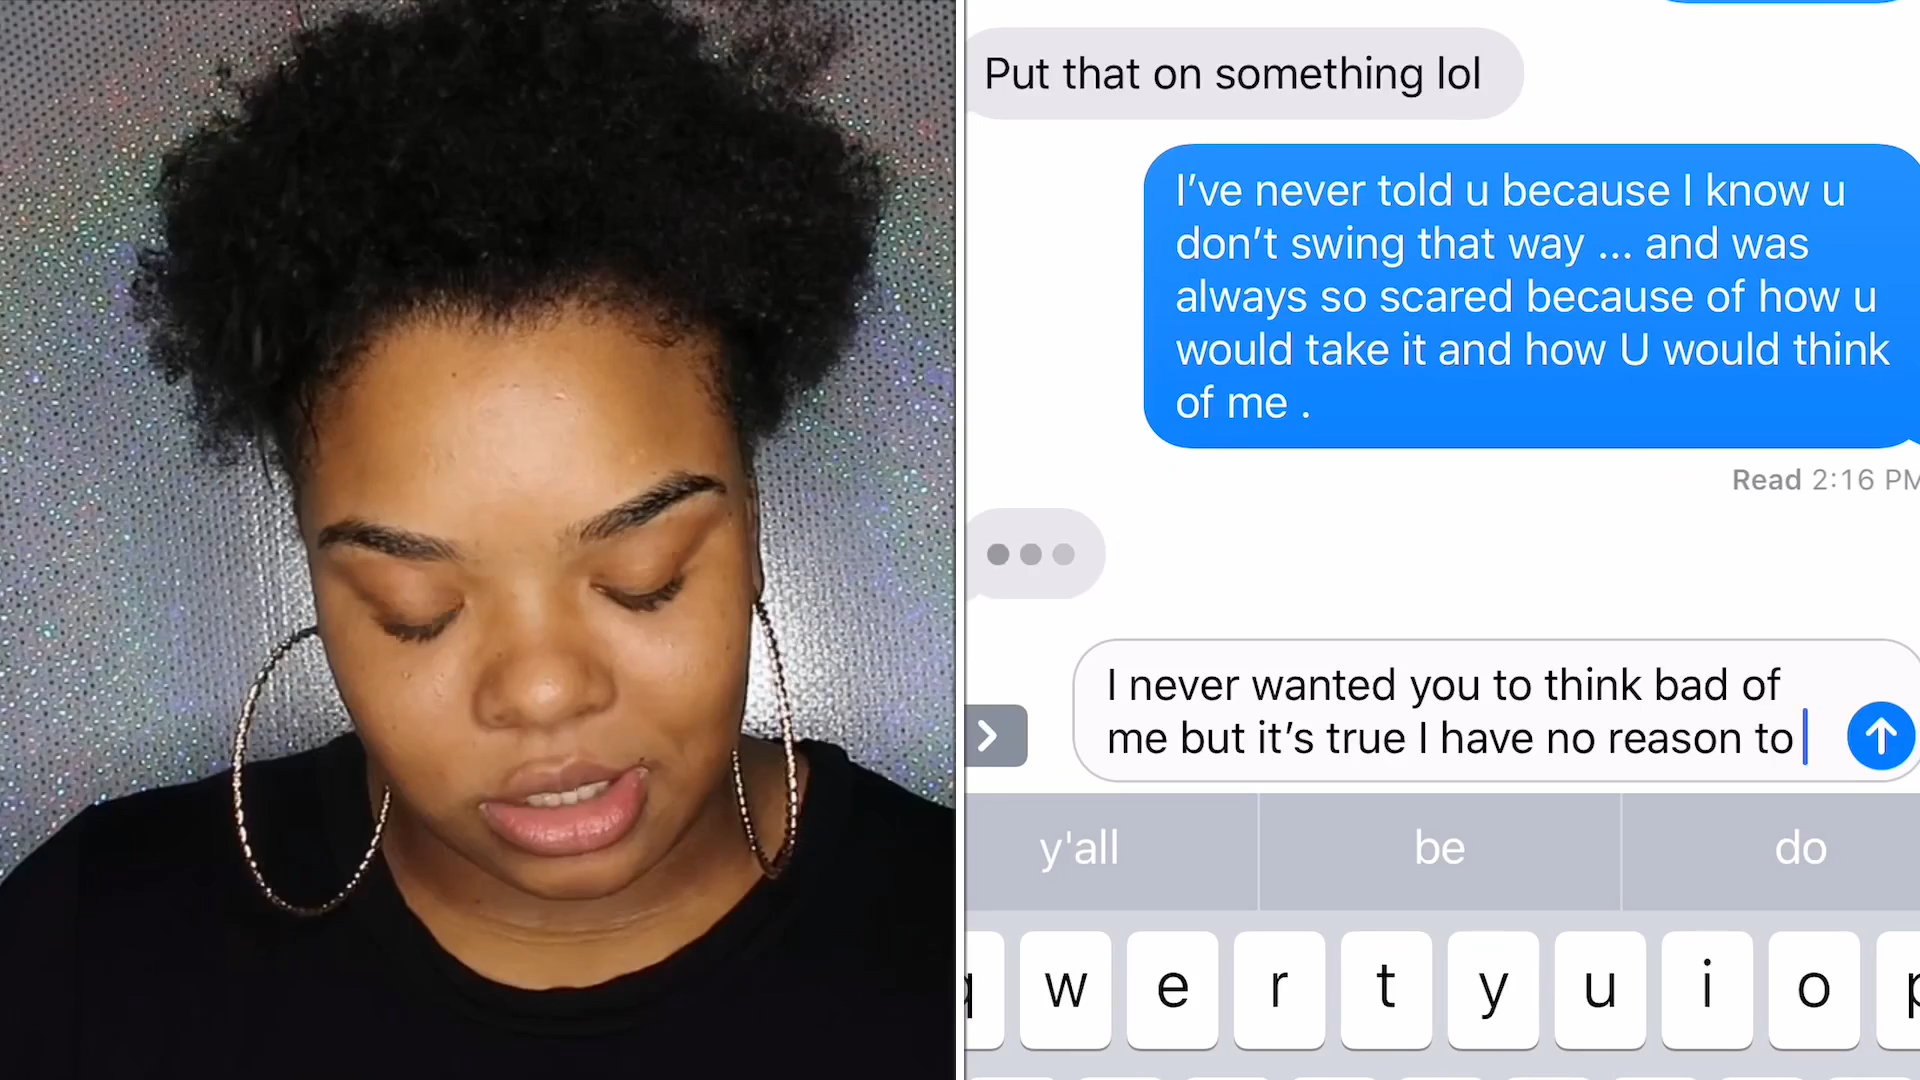 Put that on something lol
I’ve never told u because I know u
don’t swing that way ... and was
always so scared because of how u
would take it and how U would think
of me .
Read 2:16 PM
I never wanted you to think bad of
me but it’s true I have no reason to
y'all be do
q w e r t y u i o p